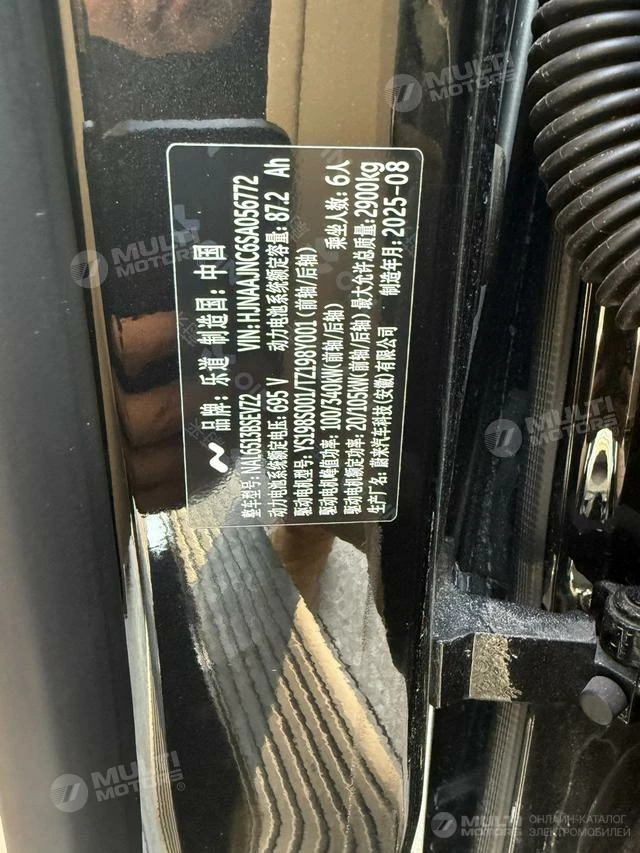 品牌: 乐道 制造国: 中国
整车型号: NAL6513BSEVZ2 VIN: HJNAAJNC6SA056772
动力电池系统额定电压: 695 V 动力电池系统额定容量: 87.2 Ah
驱动电机型号: YS198S001/TZ198Y001 (前轴/后轴)
驱动电机峰值功率: 100/340kW(前轴/后轴) 乘坐人数: 6人
驱动电机额定功率: 20/105kW(前轴/后轴) 最大允许总质量: 2900kg
生产厂名: 蔚来汽车科技(安徽)有限公司 制造年月: 2025-08
MULTI MOTORS
MULTI MOTORS
MULTI MOTORS
MULTI MOTORS
MULTI MOTORS
ОНЛАЙН-КАТАЛОГ
ЭЛЕКТРОМОБИЛЕЙ